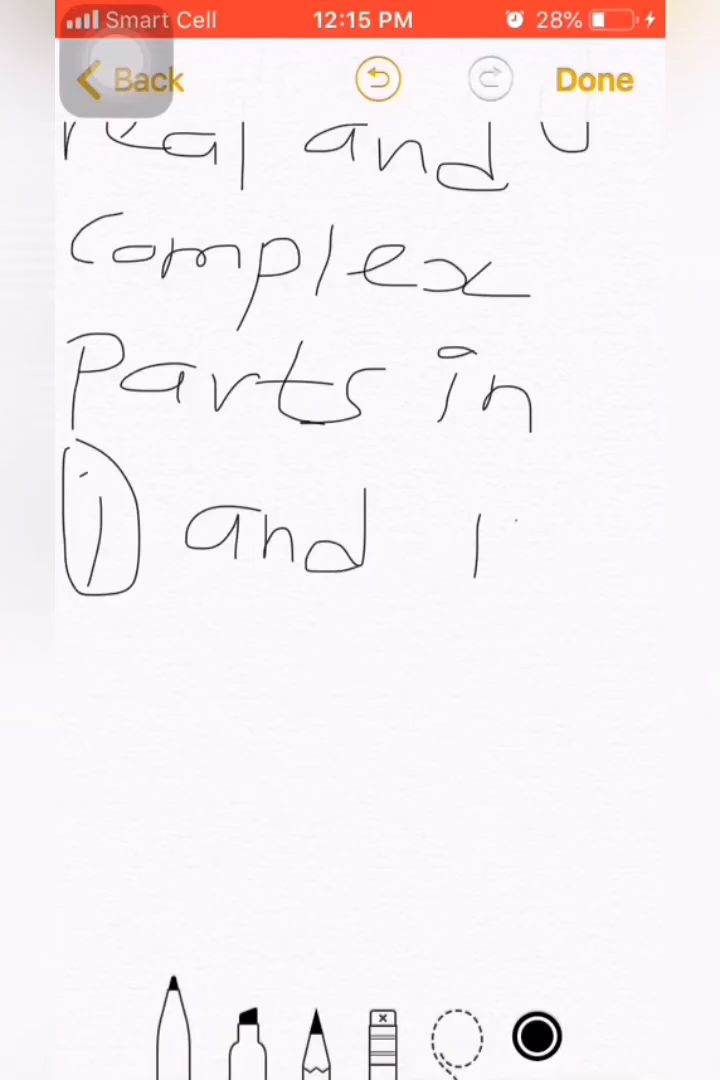 Smart Cell 12:15 PM 28%
Back Done
real and
Complex
Parts in
i) and I